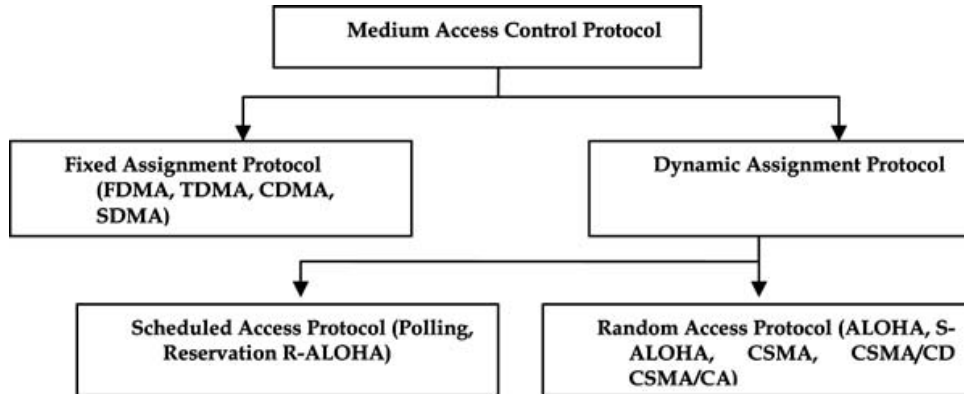 Medium Access Control Protocol
Fixed Assignment Protocol
(FDMA, TDMA, CDMA,
SDMA)
Dynamic Assignment Protocol
Scheduled Access Protocol (Polling,
Reservation R-ALOHA)
Random Access Protocol (ALOHA, S-
ALOHA, CSMA, CSMA/CD
CSMA/CA)